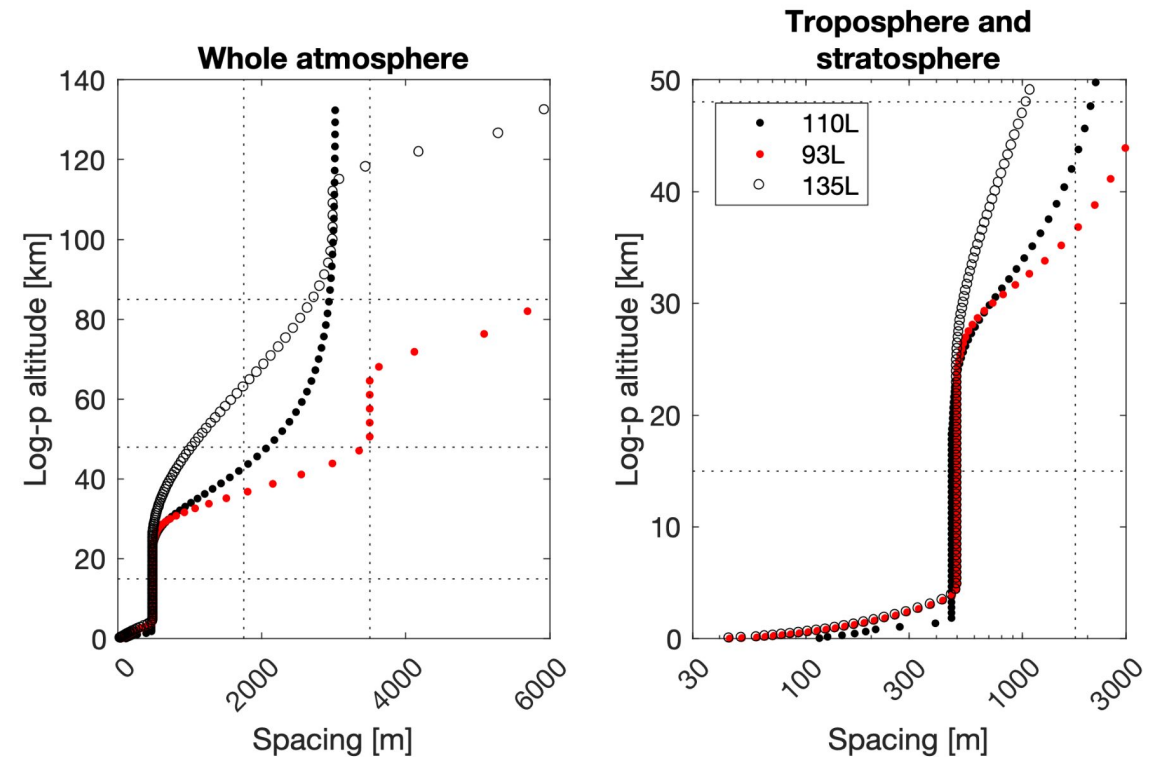 Whole atmosphere
140
120
100
80
60
40
20
0
0
2000
4000
6000
Log-p altitude [km]
Spacing [m]
Troposphere and
stratosphere
50
40
30
20
10
0
30
100
300
1000
3000
Log-p altitude [km]
Spacing [m]
110L
93L
135L